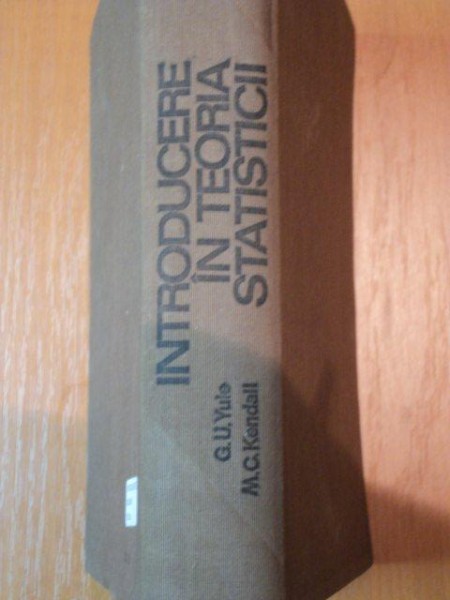 INTRODUCERE
ÎN TEORIA
STATISTICII
G.U. Yule
M.C. Kendall